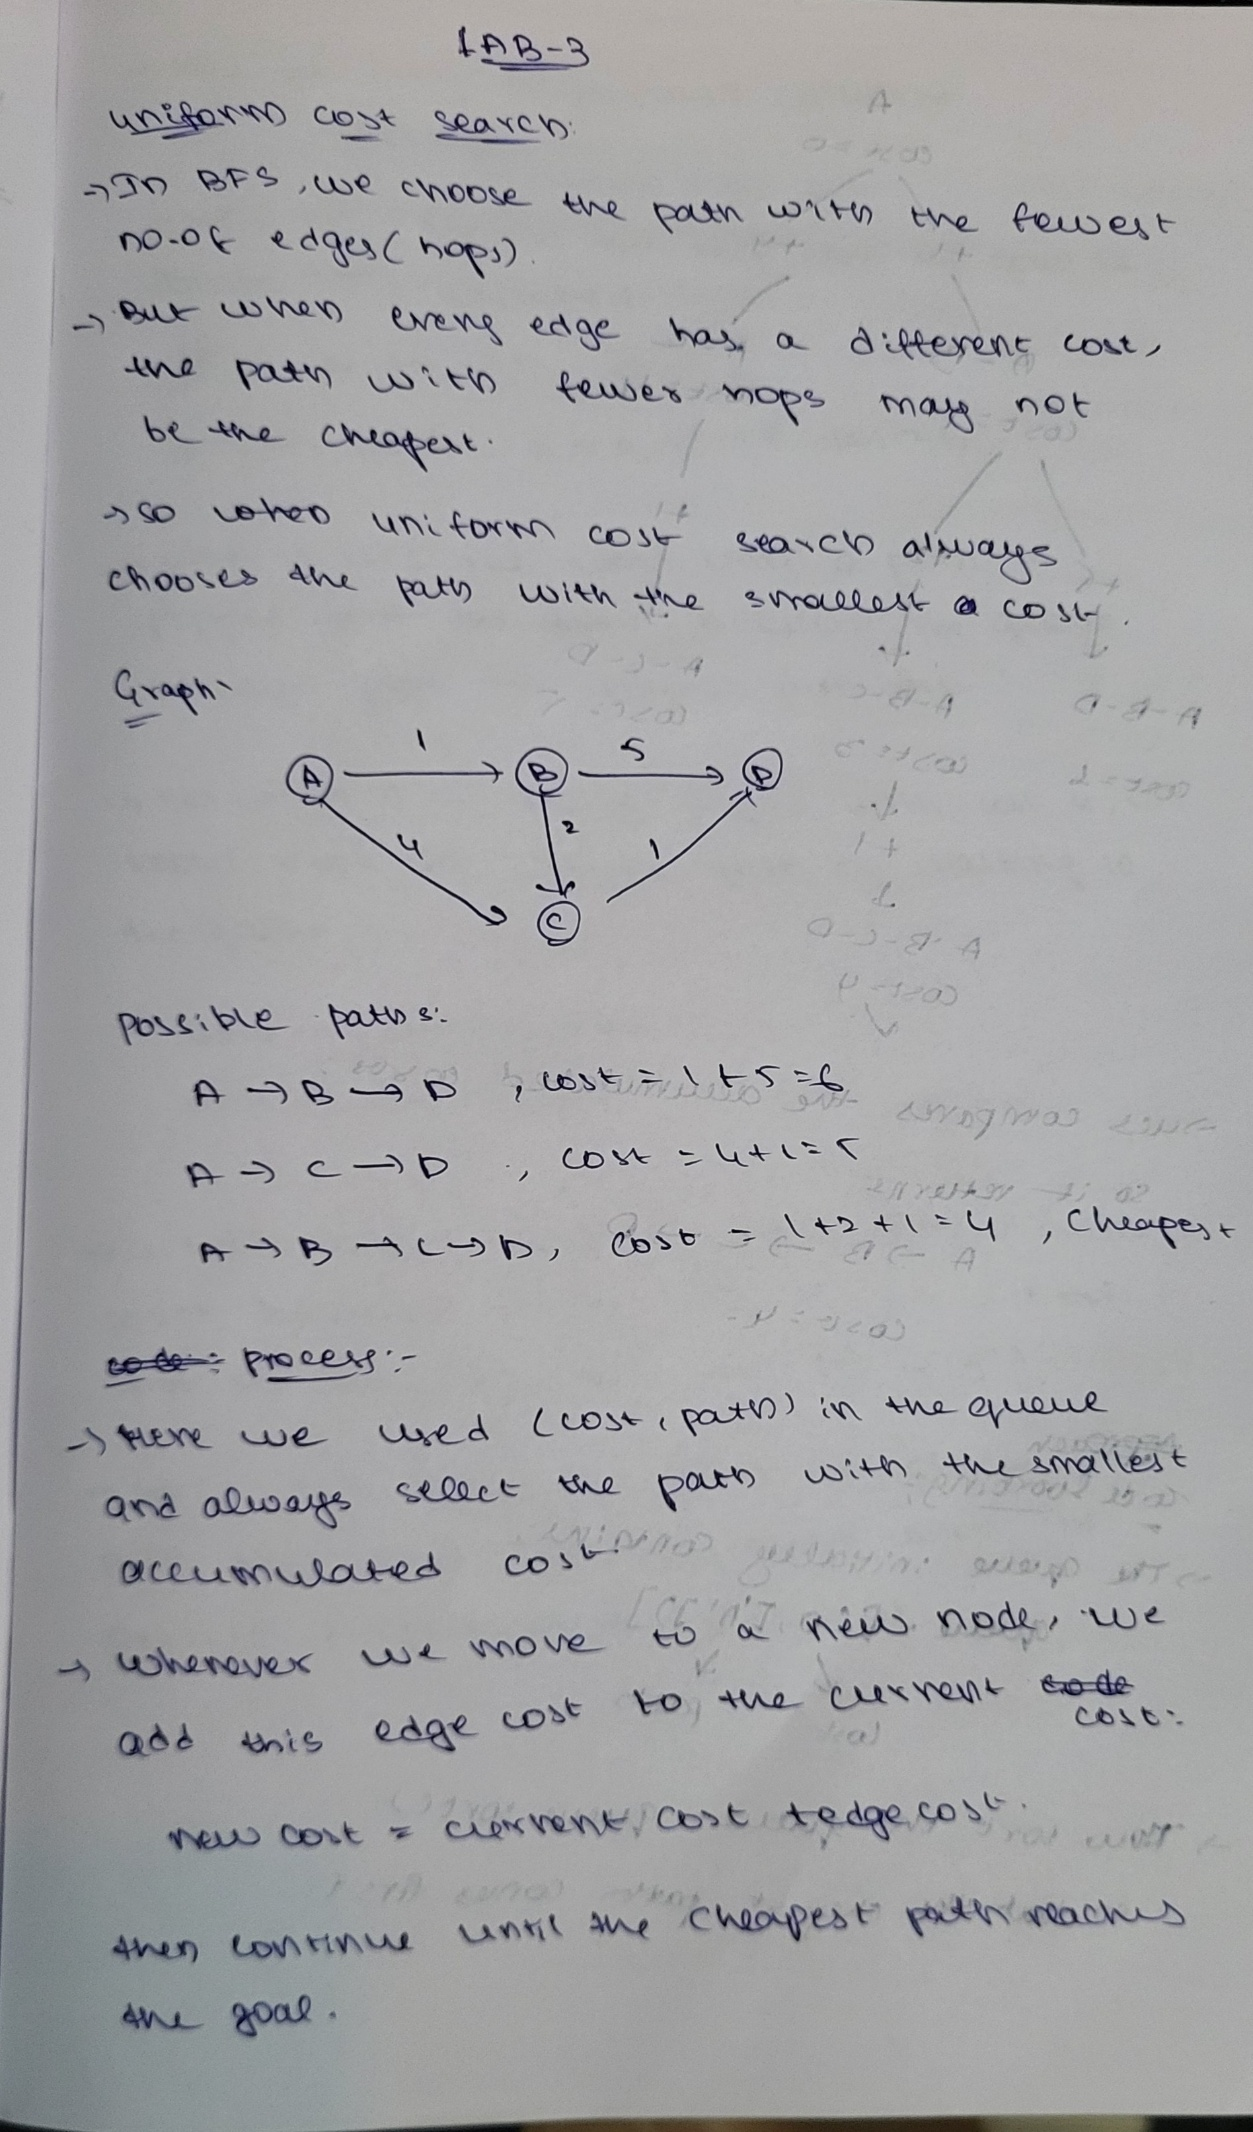 LAB-3
uniform cost search:
→ In BFS, we choose the path with the fewest
no-of edges (hops).
→ But when every edge has a different cost,
the path with fewer hops may not
be the cheapest.
→ so when uniform cost search always
chooses the path with the smallest cost.
Graph:
1
5
A
B
D
2
4
1
C
possible paths:
A → B → D , cost = 1+5=6
A → C → D , cost = 4+1=5
A → B → C → D, cost = 1+2+1=4 , cheapest
code: process:-
→ Here we used (cost, path) in the queue
and always select the path with the smallest
accumulated cost.
→ whenever we move to a new node, we
add this edge cost to the current code
cost:
new cost = current cost + edge cost.
then continue until the cheapest path reaches
the goal.